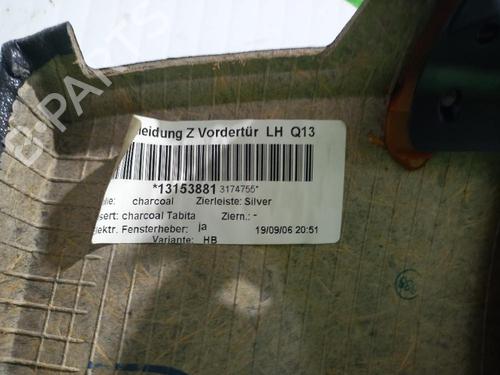 leidung Z Vordertür LH Q13
*13153881 3174755*
charcoal Zierleiste: Silver
sert: charcoal Tabita Ziern.: -
lektr. Fensterheber: ja 19/09/06 20:51
Variante: HB
B-PARTS